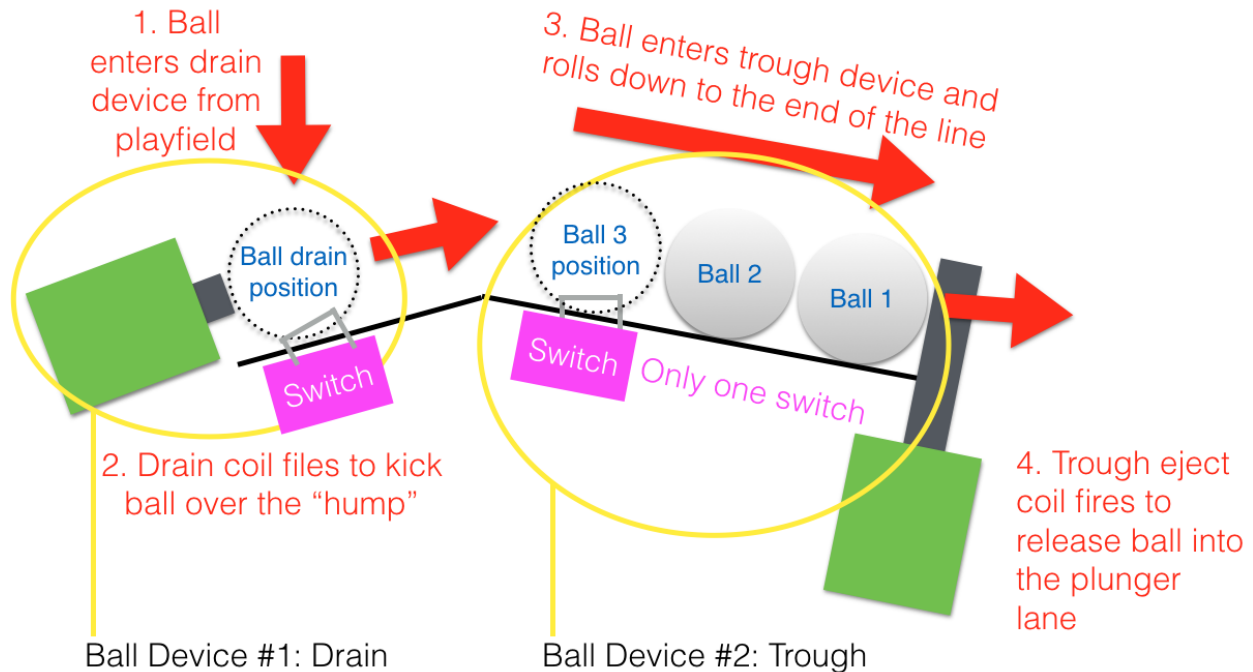 1. Ball
enters drain
device from
playfield
3. Ball enters trough device and
rolls down to the end of the line
Ball drain
position
Ball 3
position
Ball 2
Ball 1
Switch
Switch
Only one switch
2. Drain coil files to kick
ball over the “hump”
4. Trough eject
coil fires to
release ball into
the plunger
lane
Ball Device #1: Drain
Ball Device #2: Trough